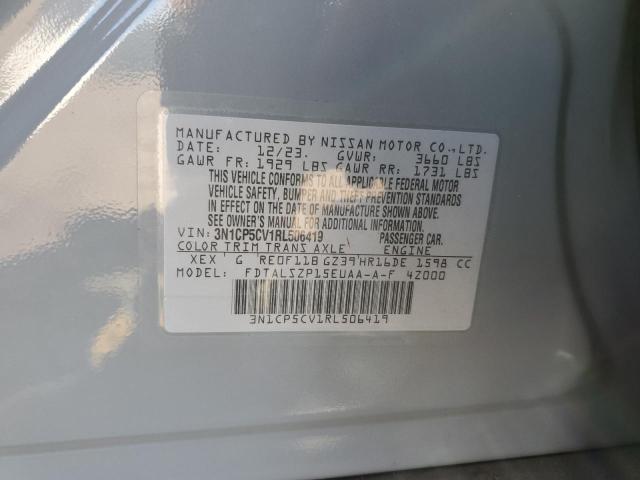 MANUFACTURED BY NISSAN MOTOR CO.,LTD.
DATE: 12/23. GVWR: 3660 LBS
GAWR FR: 1929 LBS GAWR RR: 1731 LBS
THIS VEHICLE CONFORMS TO ALL APPLICABLE FEDERAL MOTOR
VEHICLE SAFETY, BUMPER AND THEFT PREVENTION STANDARDS
IN EFFECT ON THE DATE OF MANUFACTURE SHOWN ABOVE.
SEE ADDITIONAL INFORMATION
VIN: 3N1CP5CV1RL506419 PASSENGER CAR.
COLOR TRIM TRANS AXLE ENGINE
XEX G RE0F11B GZ39 HR16DE 1598 CC
MODEL: FDTALSZP15EUAA-A-F 4Z000
3N1CP5CV1RL506419